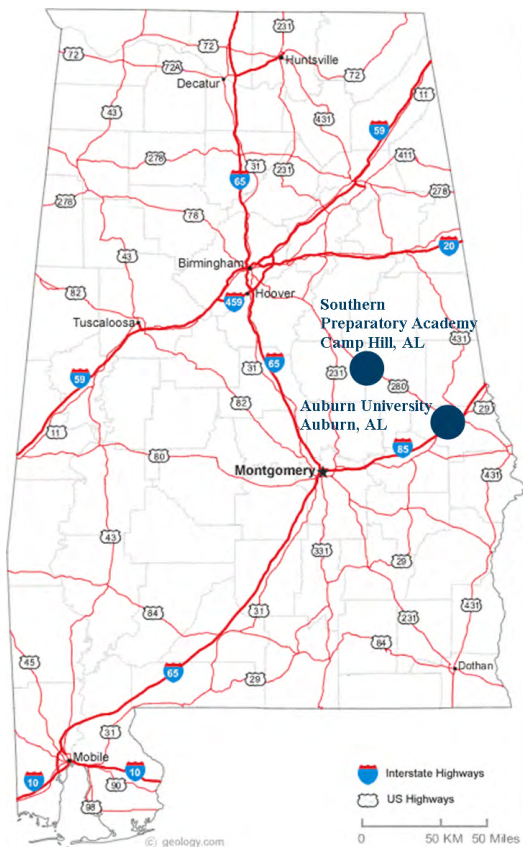 231
72
72
Huntsville
72A
72
Decatur
11
43
431
59
278
31
231
411
65
278
278
78
20
43
Birmingham
82
459
Hoover
Southern
Preparatory Academy
Camp Hill, AL
Tuscaloosa
431
31
65
231
280
59
82
Auburn University
Auburn, AL
29
11
85
80
Montgomery
43
331
29
31
84
231
431
84
45
65
29
Dothan
31
Mobile
10
10
90
98
Interstate Highways
US Highways
0 50 KM 50 Miles
(c) geology.com